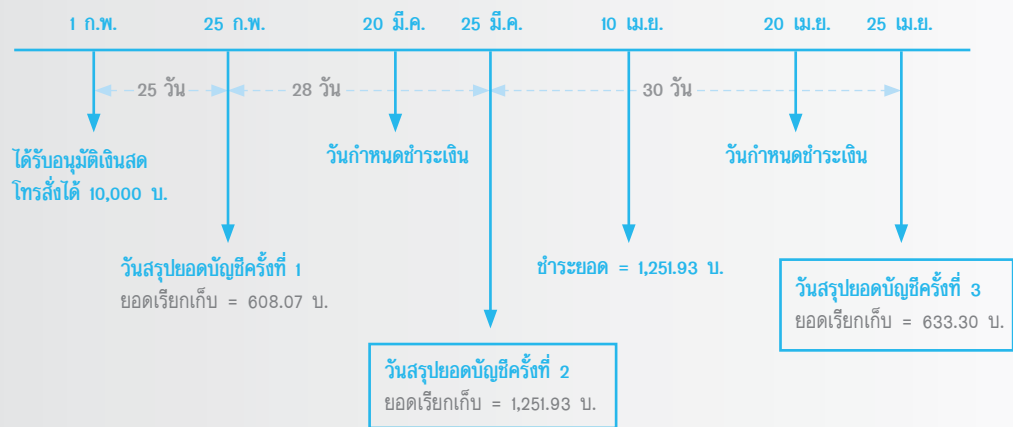 1 ก.พ. 25 ก.พ. 20 มี.ค. 25 มี.ค. 10 เม.ย. 20 เม.ย. 25 เม.ย.
25 วัน 28 วัน 30 วัน
ได้รับอนุมัติเงินสด
โทรสั่งได้ 10,000 บ.
วันกำหนดชำระเงิน
วันกำหนดชำระเงิน
วันสรุปยอดบัญชีครั้งที่ 1
ยอดเรียกเก็บ = 608.07 บ.
ชำระยอด = 1,251.93 บ.
วันสรุปยอดบัญชีครั้งที่ 3
ยอดเรียกเก็บ = 633.30 บ.
วันสรุปยอดบัญชีครั้งที่ 2
ยอดเรียกเก็บ = 1,251.93 บ.